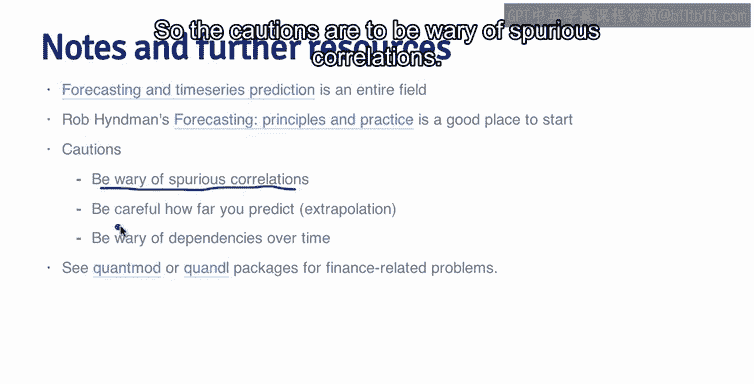 So the cautions are to be wary of spurious
correlations.
Notes and further resources
• Forecasting and timeseries prediction is an entire field
• Rob Hyndman's Forecasting: principles and practice is a good place to start
• Cautions
- Be wary of spurious correlations
- Be careful how far you predict (extrapolation)
- Be wary of dependencies over time
• See quantmod or quandl packages for finance-related problems.